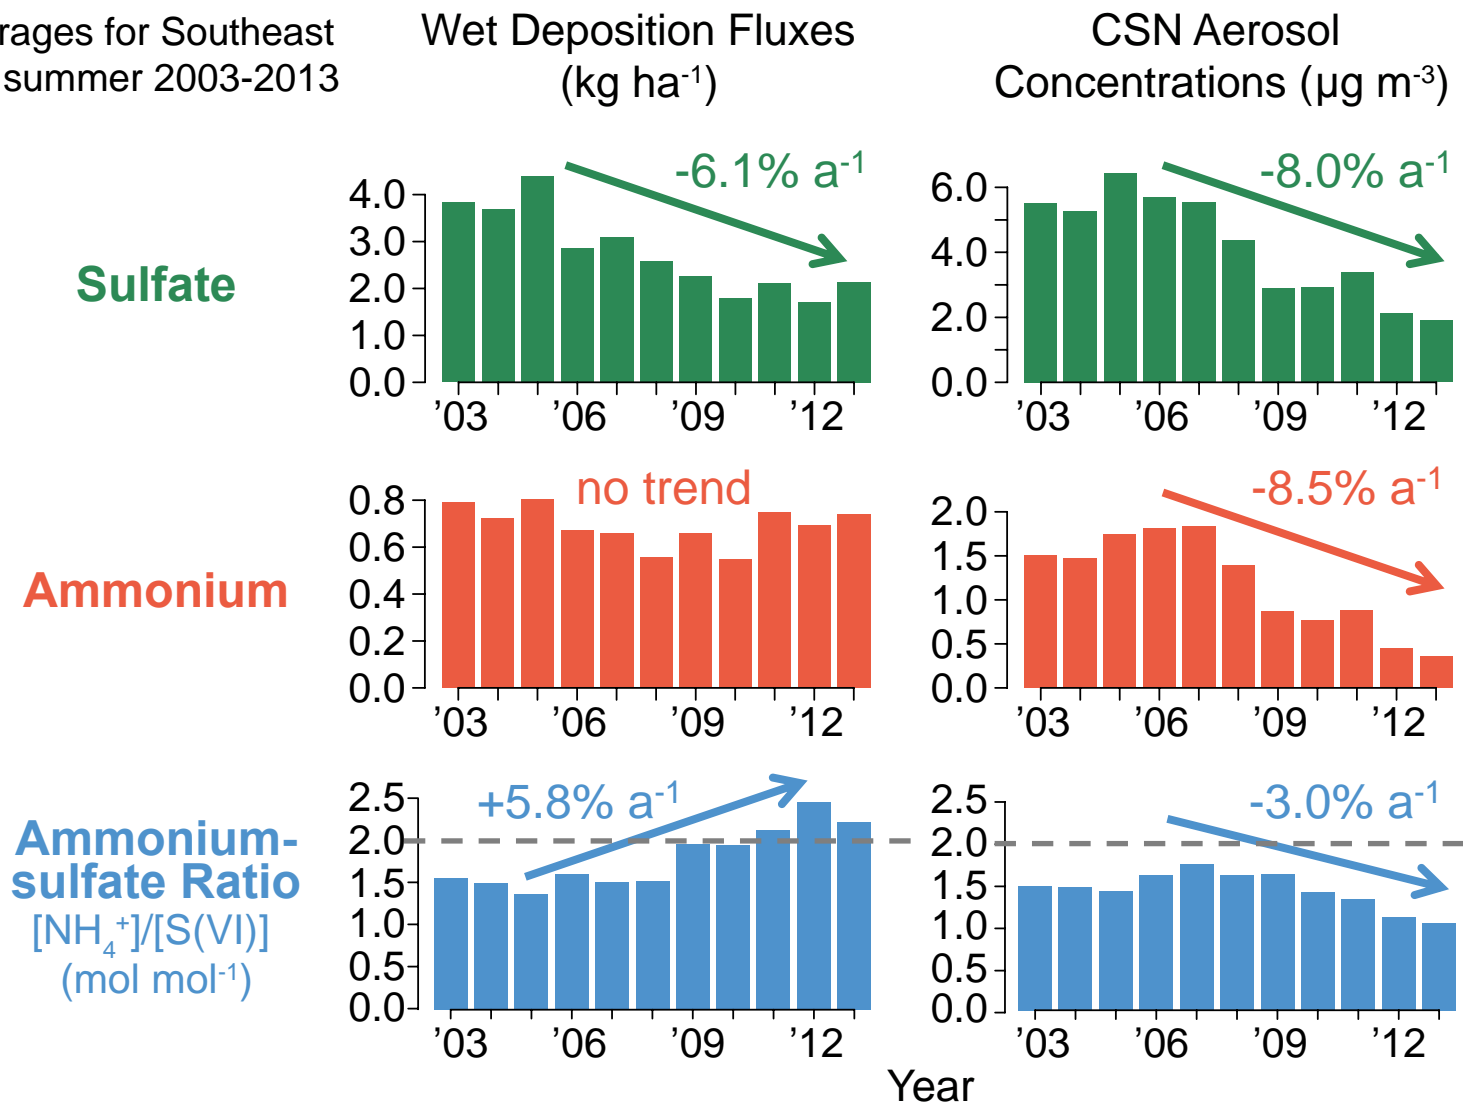 rages for Southeast
summer 2003-2013
Wet Deposition Fluxes
(kg ha-1)
CSN Aerosol
Concentrations (µg m-3)
Sulfate
4.0
3.0
2.0
1.0
0.0
-6.1% a-1
’03 ’06 ’09 ’12
6.0
4.0
2.0
0.0
-8.0% a-1
’03 ’06 ’09 ’12
Ammonium
0.8
0.6
0.4
0.2
0.0
no trend
’03 ’06 ’09 ’12
2.0
1.5
1.0
0.5
0.0
-8.5% a-1
’03 ’06 ’09 ’12
Ammonium-
sulfate Ratio
[NH4+]/[S(VI)]
(mol mol-1)
2.5
2.0
1.5
1.0
0.5
0.0
+5.8% a-1
’03 ’06 ’09 ’12
2.5
2.0
1.5
1.0
0.5
0.0
-3.0% a-1
’03 ’06 ’09 ’12
Year